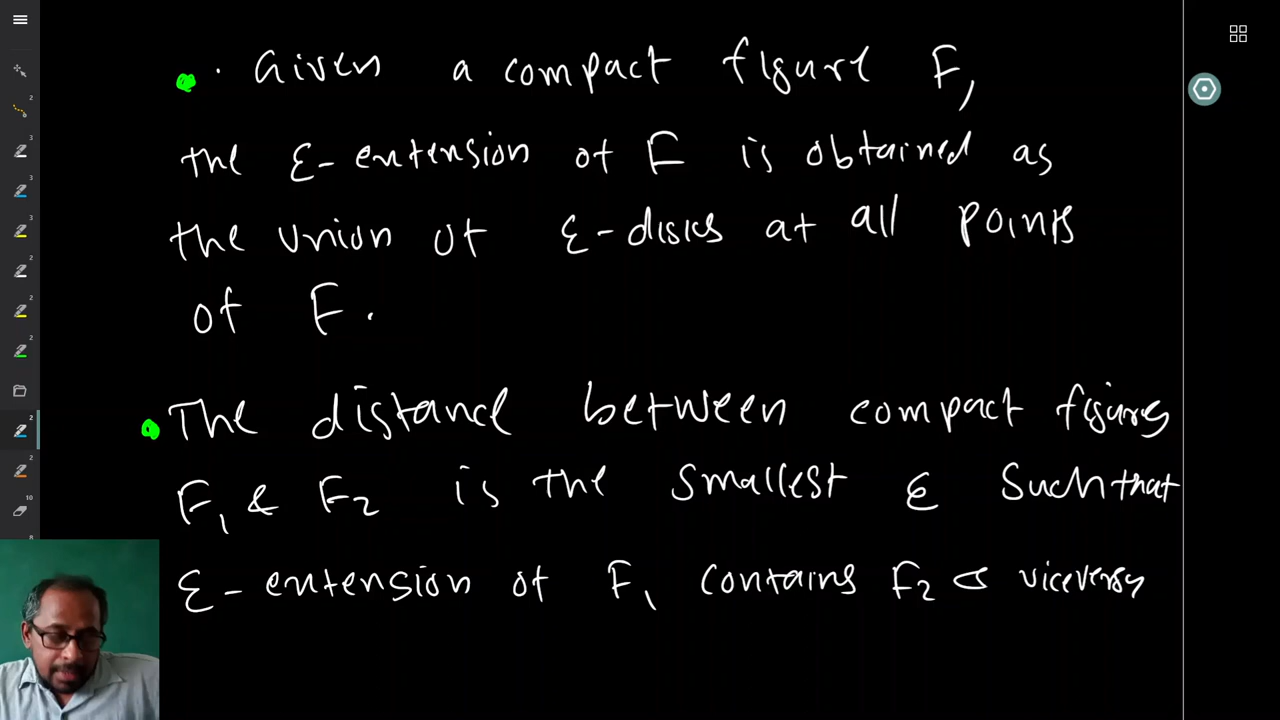 · Given a compact figure F,
the ε-extension of F is obtained as
the union of ε-disks at all points
of F.
The distance between compact figures
F₁ & F₂ is the smallest ε such that
ε-extension of F₁ contains F₂ & viceversa